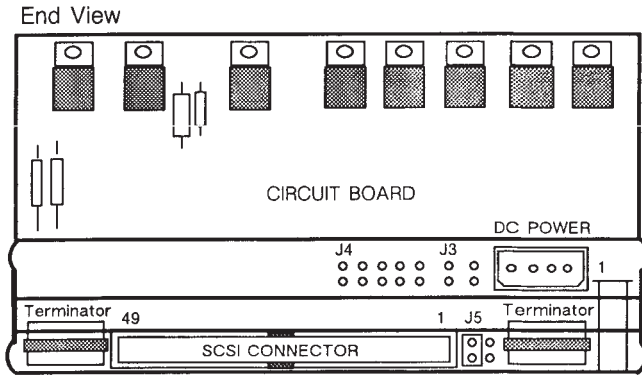 End View
CIRCUIT BOARD
DC POWER
J4 J3
1
Terminator 49 1 J5 Terminator
SCSI CONNECTOR